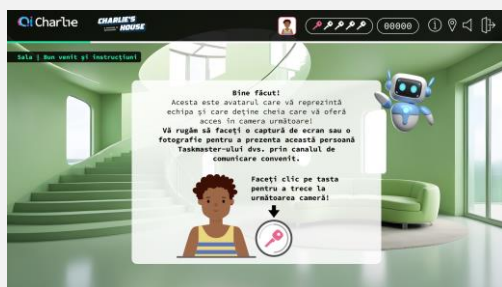 Qi Char1ie
CHARLIE'S
HOUSE
00000
Sala | Bun venit și instrucțiuni
Bine făcut!
Acesta este avatarul care vă reprezintă
echipa și care deține cheia care vă oferă
acces în camera următoare!
Vă rugăm să faceți o captură de ecran sau o
fotografie pentru a prezenta această persoană
Taskmaster-ului dvs. prin canalul de
comunicare convenit.
Faceți clic pe tasta
pentru a trece la
următoarea cameră!